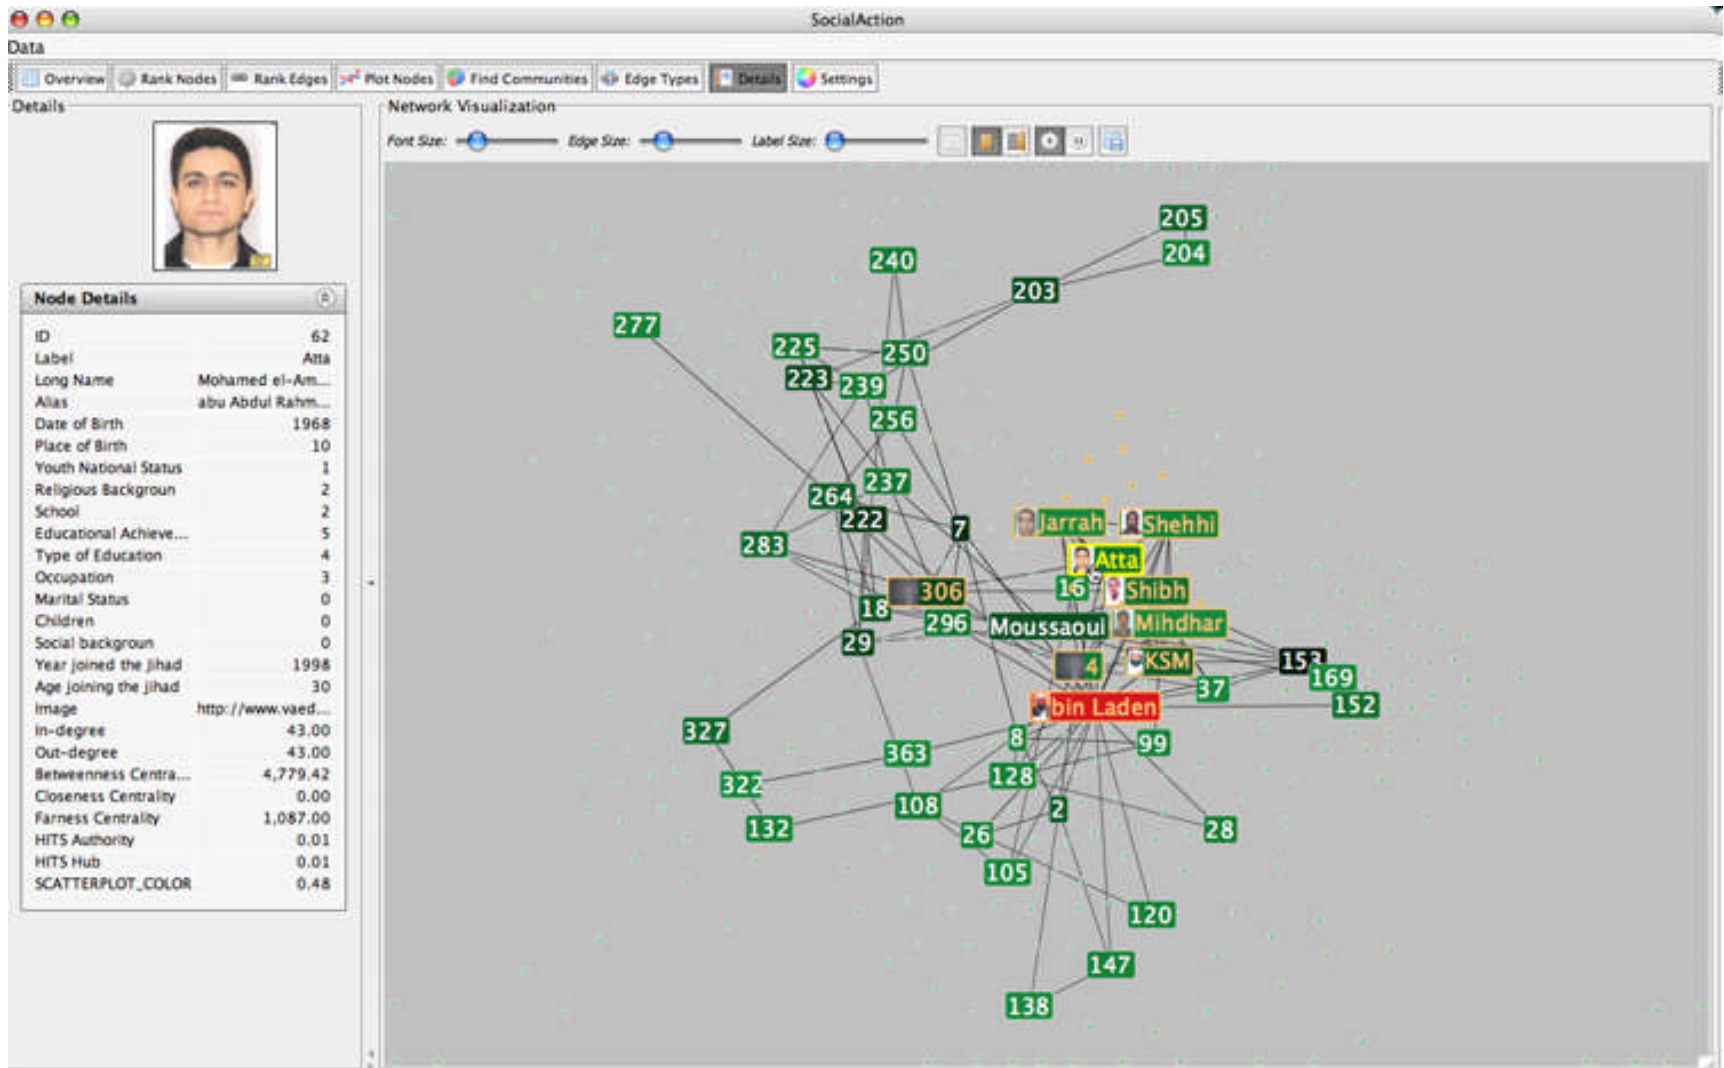 SocialAction
Data
Overview Rank Nodes Rank Edges Plot Nodes Find Communities Edge Types Details Settings
Details
Network Visualization
Font Size: Edge Size: Label Size:
Node Details
ID 62
Label Atta
Long Name Mohamed el-Am...
Alias abu Abdul Rahm...
Date of Birth 1968
Place of Birth 10
Youth National Status 1
Religious Backgroun 2
School 2
Educational Achieve... 5
Type of Education 4
Occupation 3
Marital Status 0
Children 0
Social backgroun 0
Year joined the jihad 1998
Age joining the jihad 30
Image http://www.vaed...
In-degree 43.00
Out-degree 43.00
Betweenness Centra... 4,779.42
Closeness Centrality 0.00
Farness Centrality 1,087.00
HITS Authority 0.01
HITS Hub 0.01
SCATTERPLOT_COLOR 0.48
205
204
240
203
277
225
250
223
239
256
237
264
222
7
Jarrah
Shehhi
283
Atta
306
16
Shibh
18
296
Moussaoui
Mihdhar
29
4
KSM
153
169
37
152
bin Laden
327
8
99
363
128
322
108
2
132
26
28
105
120
147
138